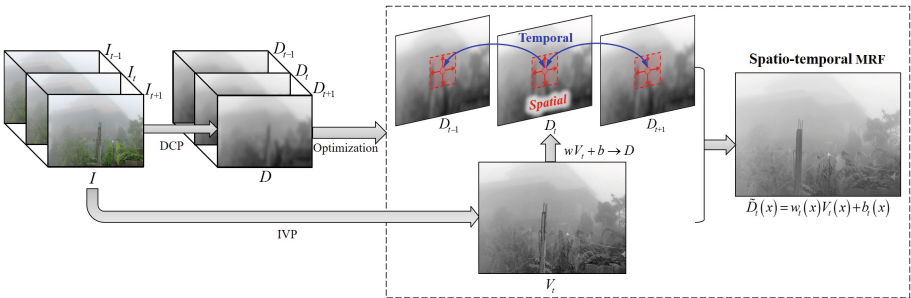 I_{t-1}
I_t
I_{t+1}
I
DCP
D_{t-1}
D_t
D_{t+1}
D
Optimization
IVP
Temporal
Spatial
D_{t-1}
D_t
D_{t+1}
wV_t + b → D
V_t
Spatio-temporal MRF
D̃_t(x) = w_t(x)V_t(x) + b_t(x)